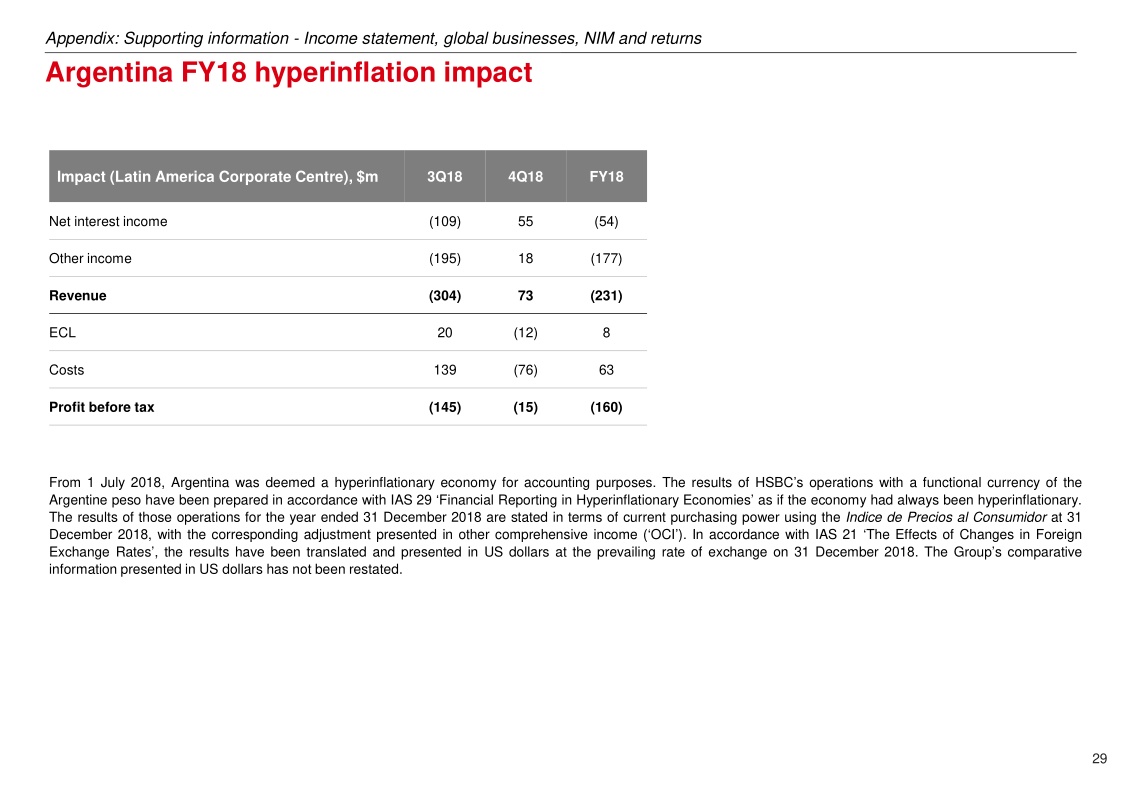 Appendix: Supporting information - Income statement, global businesses, NIM and returns
Argentina FY18 hyperinflation impact
Impact (Latin America Corporate Centre), $m 3Q18 4Q18 FY18
Net interest income (109) 55 (54)
Other income (195) 18 (177)
Revenue (304) 73 (231)
ECL 20 (12) 8
Costs 139 (76) 63
Profit before tax (145) (15) (160)
From 1 July 2018, Argentina was deemed a hyperinflationary economy for accounting purposes. The results of HSBC’s operations with a functional currency of the
Argentine peso have been prepared in accordance with IAS 29 ‘Financial Reporting in Hyperinflationary Economies’ as if the economy had always been hyperinflationary.
The results of those operations for the year ended 31 December 2018 are stated in terms of current purchasing power using the Indice de Precios al Consumidor at 31
December 2018, with the corresponding adjustment presented in other comprehensive income (‘OCI’). In accordance with IAS 21 ‘The Effects of Changes in Foreign
Exchange Rates’, the results have been translated and presented in US dollars at the prevailing rate of exchange on 31 December 2018. The Group’s comparative
information presented in US dollars has not been restated.
29